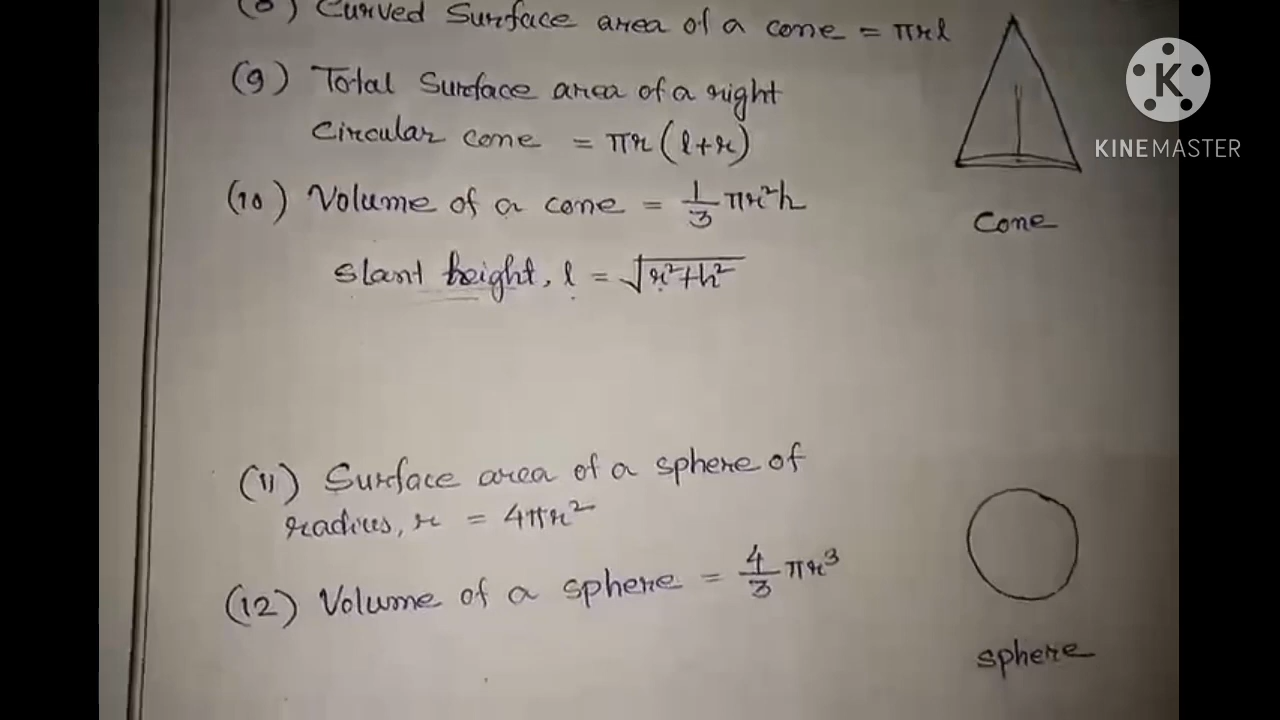 (8) Curved Surface area of a cone = πrl
(9) Total Surface area of a right
Circular cone = πr (l+r)
(10) Volume of a cone = 1/3 πr²h
Slant height, l = √r²+h²
Cone
KINEMASTER
(11) Surface area of a sphere of
radius, r = 4πr²
(12) Volume of a sphere = 4/3 πr³
sphere